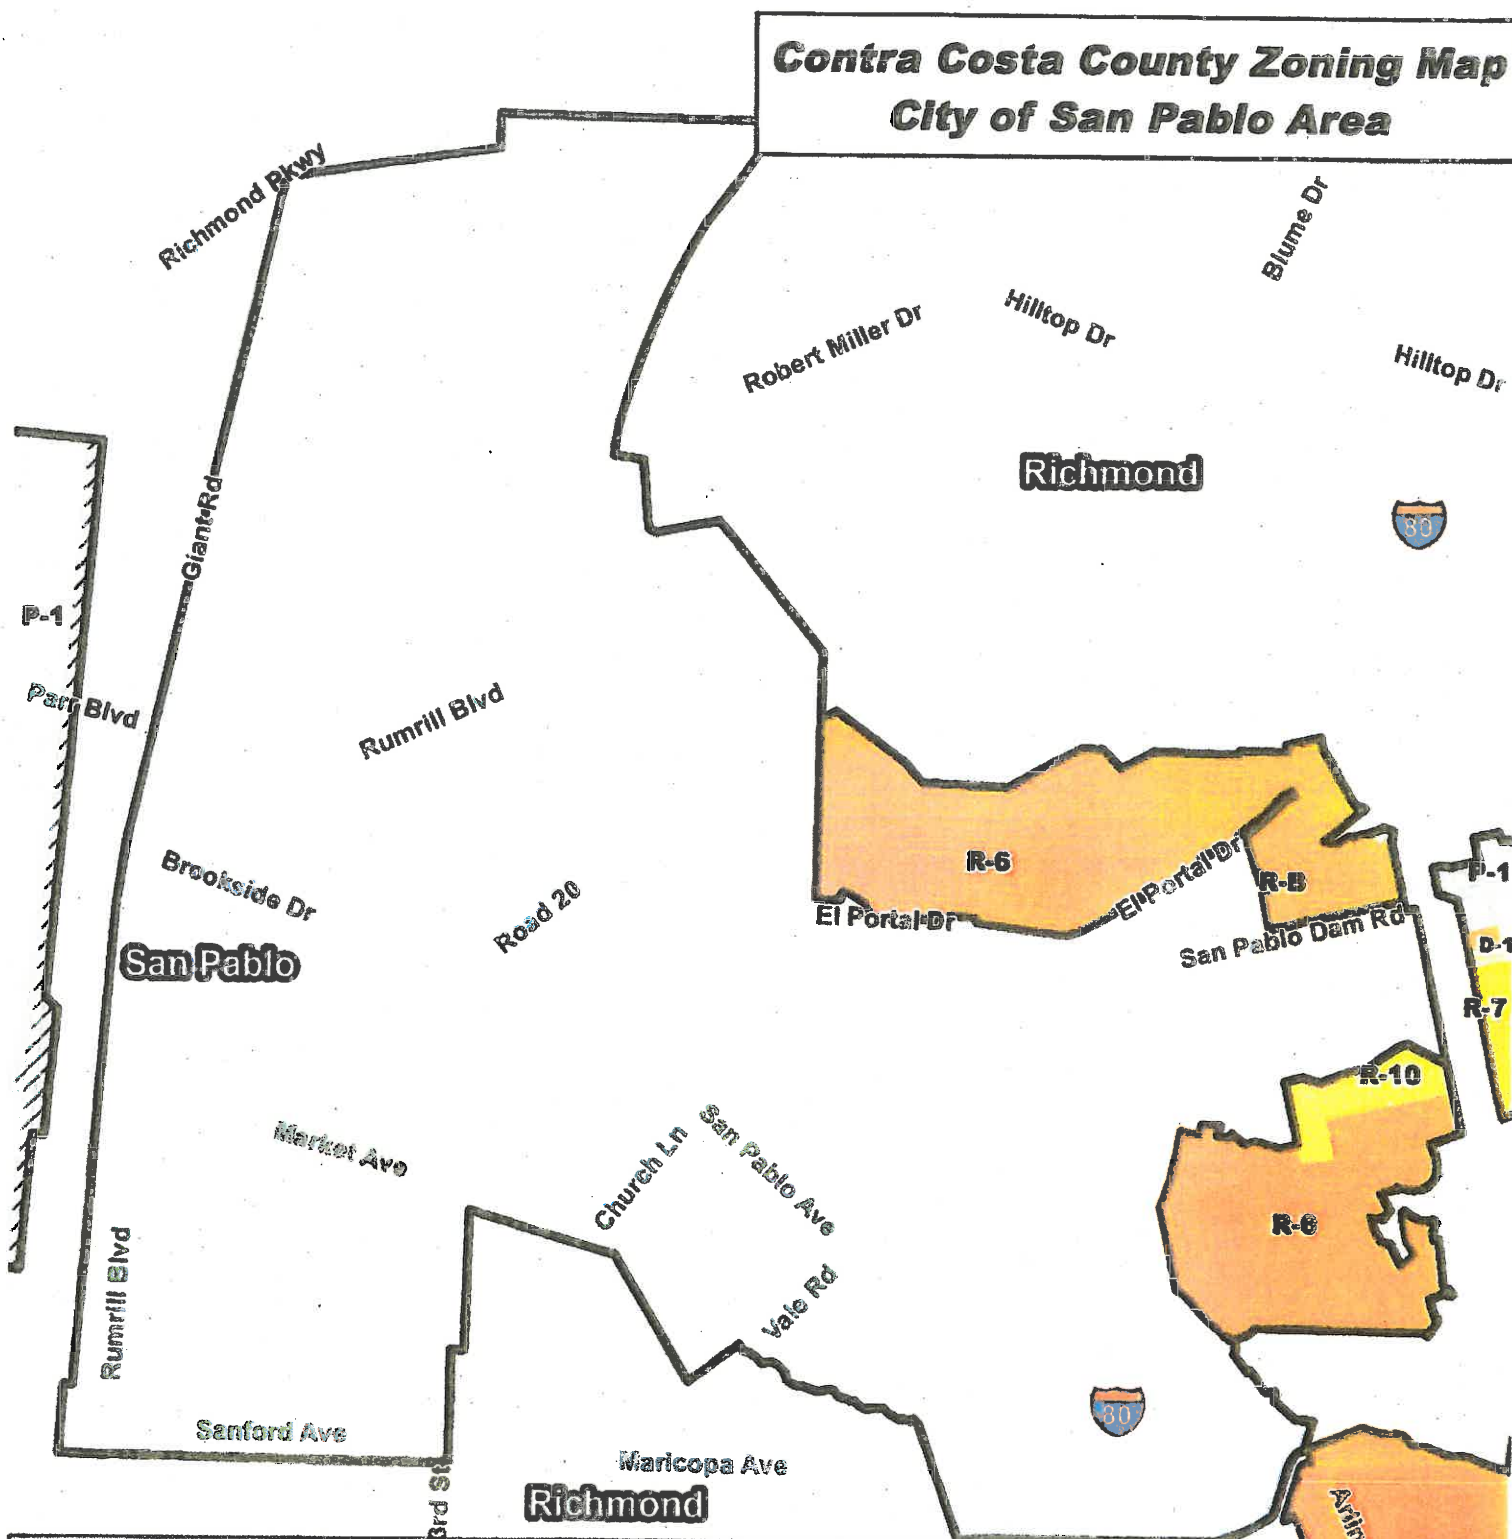 Contra Costa County Zoning Map
City of San Pablo Area
Richmond Pkwy
Blume Dr
Robert Miller Dr
Hilltop Dr
Hilltop Dr
Richmond
80
Giant Rd
P-1
Parr Blvd
Rumrill Blvd
R-6
El Portal Dr
P-1
Brookside Dr
Road 20
El Portal Dr
San Pablo Dam Rd
D-1
San Pablo
R-7
R-10
Market Ave
Church Ln
San Pablo Ave
R-6
Rumrill Blvd
Vale Rd
80
Sanford Ave
Maricopa Ave
3rd St
Richmond